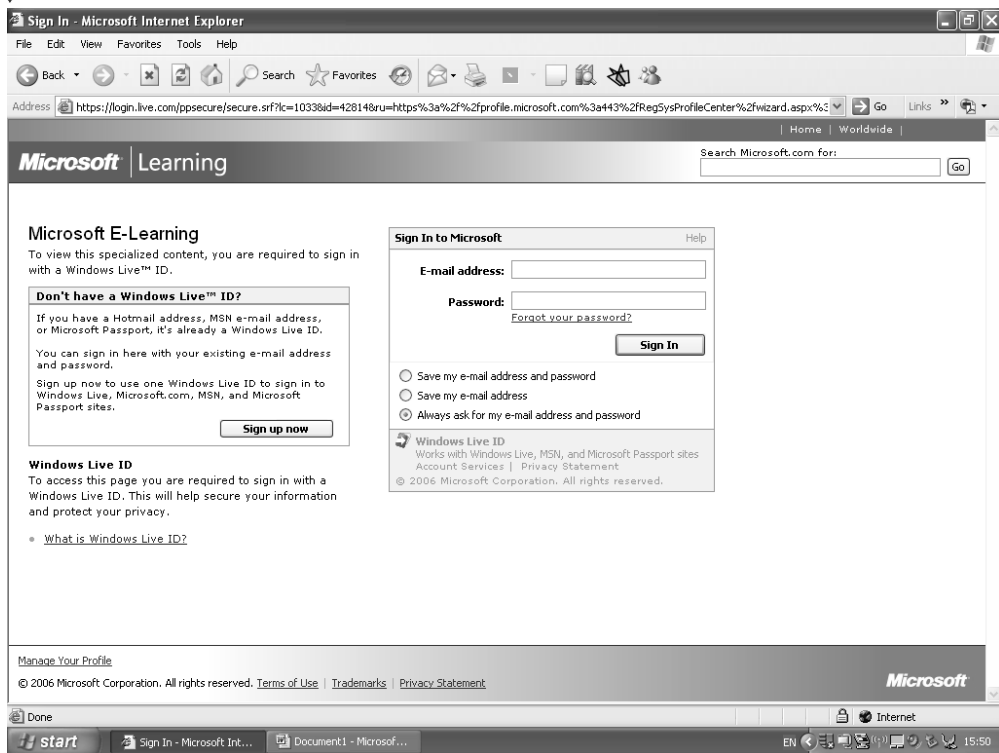 Sign In - Microsoft Internet Explorer
File Edit View Favorites Tools Help
Back Search Favorites
Address https://login.live.com/ppsecure/secure.srf?lc=1033&id=42814&ru=https%3a%2f%2fprofile.microsoft.com%3a443%2fRegSysProfileCenter%2fwizard.aspx%3 Go Links »
| Home | Worldwide |
Microsoft | Learning
Search Microsoft.com for:
Go
Microsoft E-Learning
To view this specialized content, you are required to sign in
with a Windows Live™ ID.
Don't have a Windows Live™ ID?
If you have a Hotmail address, MSN e-mail address,
or Microsoft Passport, it's already a Windows Live ID.
You can sign in here with your existing e-mail address
and password.
Sign up now to use one Windows Live ID to sign in to
Windows Live, Microsoft.com, MSN, and Microsoft
Passport sites.
Sign up now
Windows Live ID
To access this page you are required to sign in with a
Windows Live ID. This will help secure your information
and protect your privacy.
What is Windows Live ID?
Sign In to Microsoft Help
E-mail address:
Password:
Forgot your password?
Sign In
Save my e-mail address and password
Save my e-mail address
Always ask for my e-mail address and password
Windows Live ID
Works with Windows Live, MSN, and Microsoft Passport sites
Account Services | Privacy Statement
© 2006 Microsoft Corporation. All rights reserved.
Manage Your Profile
© 2006 Microsoft Corporation. All rights reserved. Terms of Use | Trademarks | Privacy Statement
Microsoft
Done Internet
start Sign In - Microsoft Int... Document1 - Microsof... EN 15:50